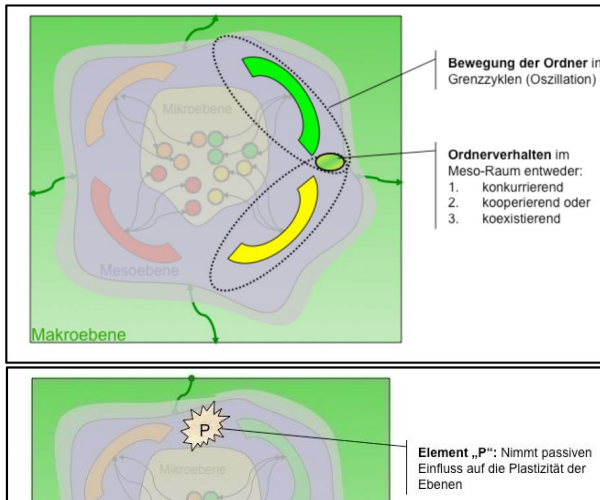 Bewegung der Ordner in
Grenzzyklen (Oszillation)
Mikroebene
Ordnerverhalten im
Meso-Raum entweder:
1. konkurrierend
2. kooperierend oder
3. koexistierend
Mesoebene
Makroebene
P
Element „P“: Nimmt passiven
Einfluss auf die Plastizität der
Ebenen
Mikroebene